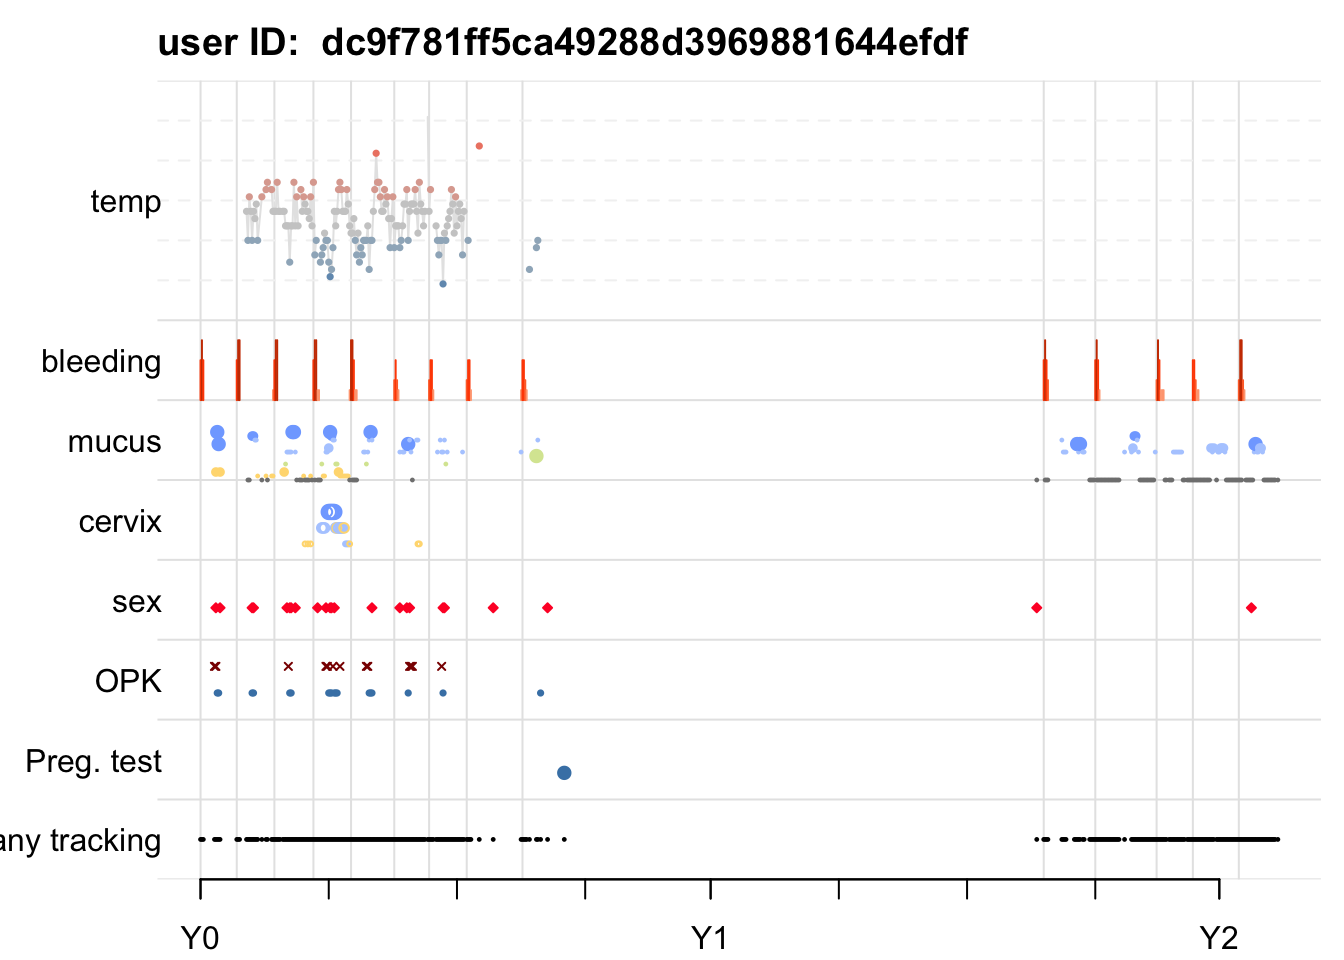 user ID:  dc9f781ff5ca49288d3969881644efdf
temp
bleeding
mucus
cervix
sex
OPK
Preg. test
any tracking
Y0 Y1 Y2